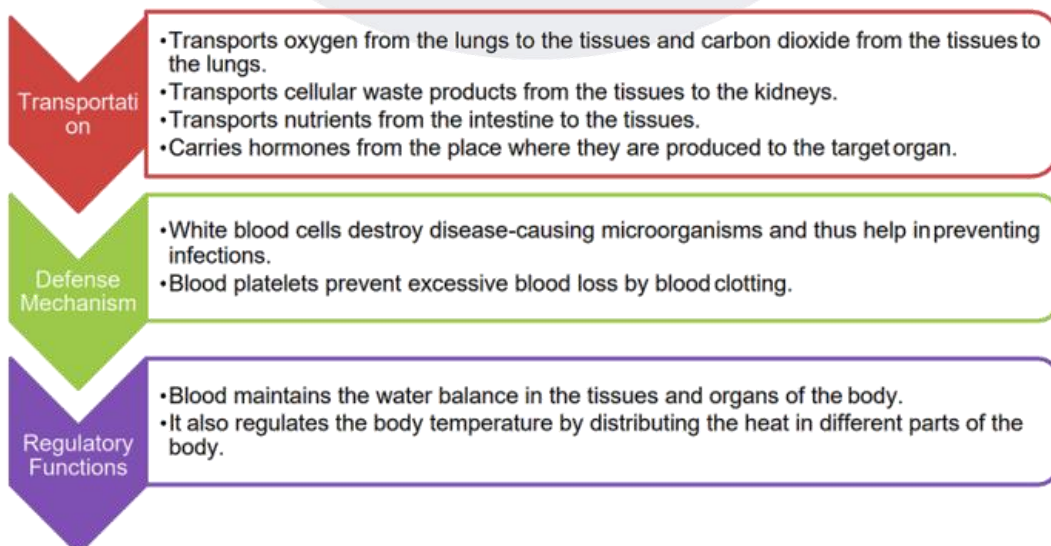 Transportati
on
•Transports oxygen from the lungs to the tissues and carbon dioxide from the tissues to
the lungs.
•Transports cellular waste products from the tissues to the kidneys.
•Transports nutrients from the intestine to the tissues.
•Carries hormones from the place where they are produced to the target organ.
Defense
Mechanism
•White blood cells destroy disease-causing microorganisms and thus help in preventing
infections.
•Blood platelets prevent excessive blood loss by blood clotting.
Regulatory
Functions
•Blood maintains the water balance in the tissues and organs of the body.
•It also regulates the body temperature by distributing the heat in different parts of the
body.